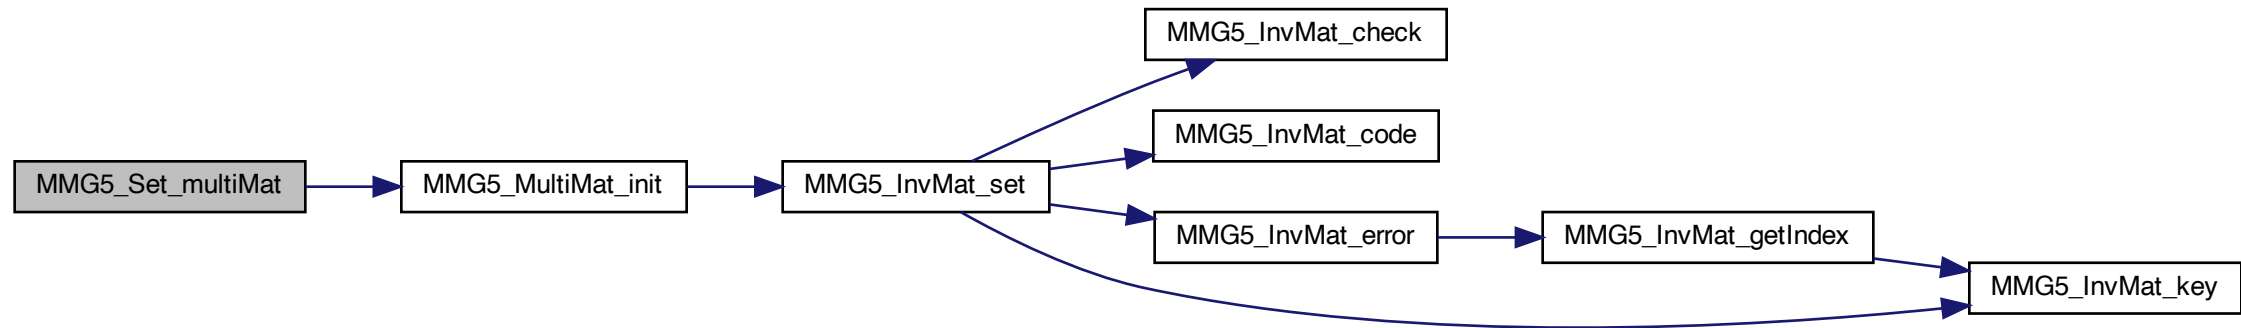 MMG5_InvMat_check
MMG5_InvMat_code
MMG5_Set_multiMat
MMG5_MultiMat_init
MMG5_InvMat_set
MMG5_InvMat_error
MMG5_InvMat_getIndex
MMG5_InvMat_key